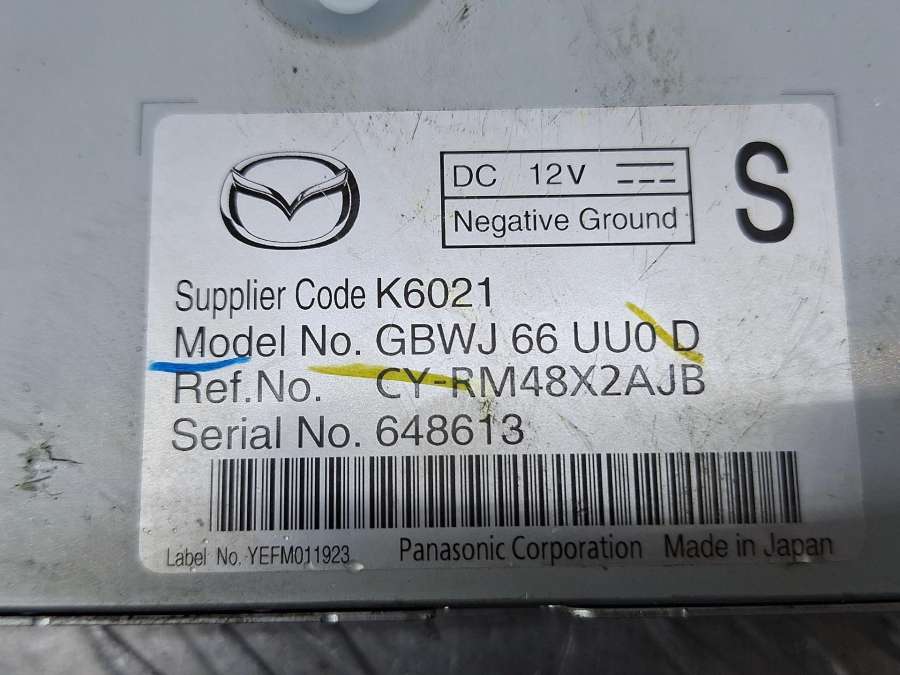 DC 12V
Negative Ground
S
Supplier Code K6021
Model No. GBWJ 66 UU0 D
Ref.No. CY-RM48X2AJB
Serial No. 648613
Label No. YEFM011923 Panasonic Corporation Made in Japan